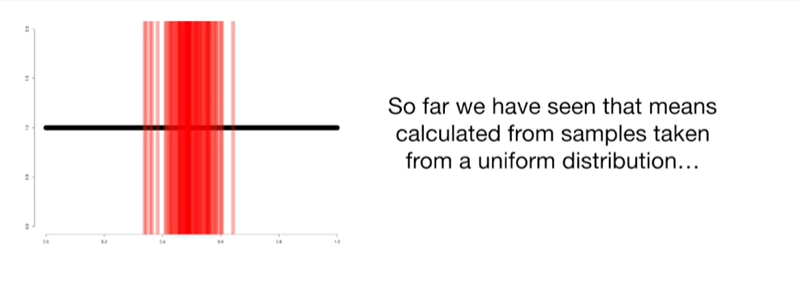 So far we have seen that means
calculated from samples taken
from a uniform distribution…